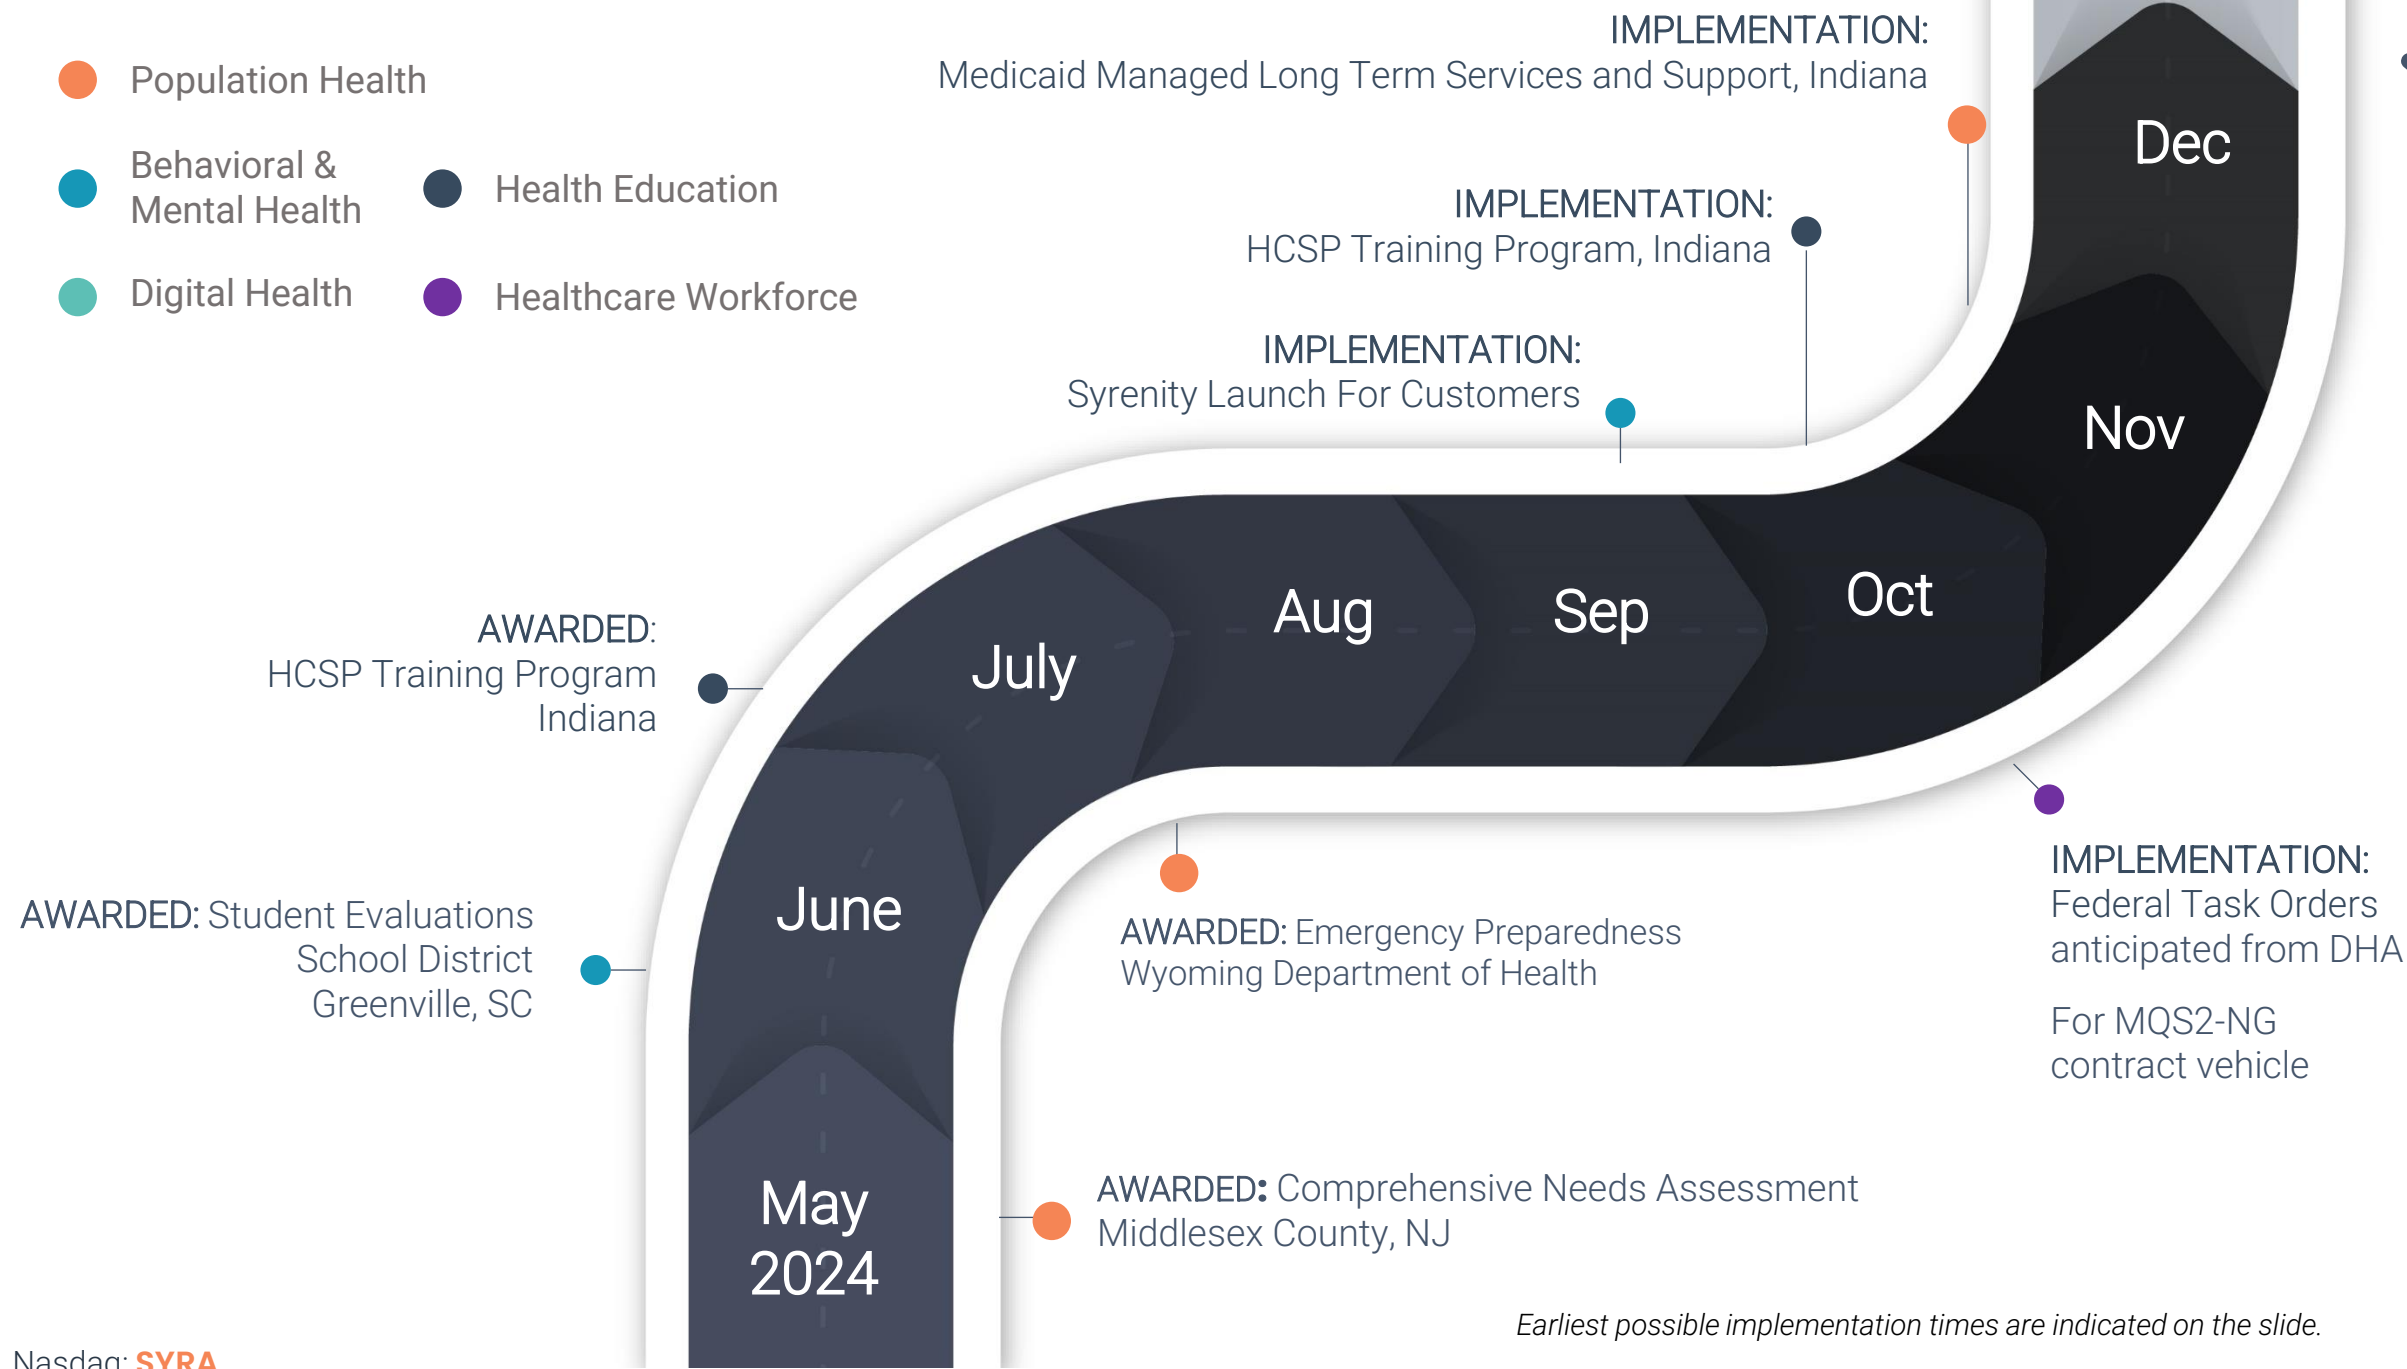 Population Health
Behavioral &
Mental Health
Health Education
Digital Health
Healthcare Workforce
IMPLEMENTATION:
Medicaid Managed Long Term Services and Support, Indiana
IMPLEMENTATION:
HCSP Training Program, Indiana
IMPLEMENTATION:
Syrenity Launch For Customers
Dec
Nov
Oct
Sep
Aug
July
June
May
2024
AWARDED:
HCSP Training Program
Indiana
AWARDED: Student Evaluations
School District
Greenville, SC
AWARDED: Emergency Preparedness
Wyoming Department of Health
IMPLEMENTATION:
Federal Task Orders
anticipated from DHA
For MQS2-NG
contract vehicle
AWARDED: Comprehensive Needs Assessment
Middlesex County, NJ
Earliest possible implementation times are indicated on the slide.
Nasdaq: SYRA